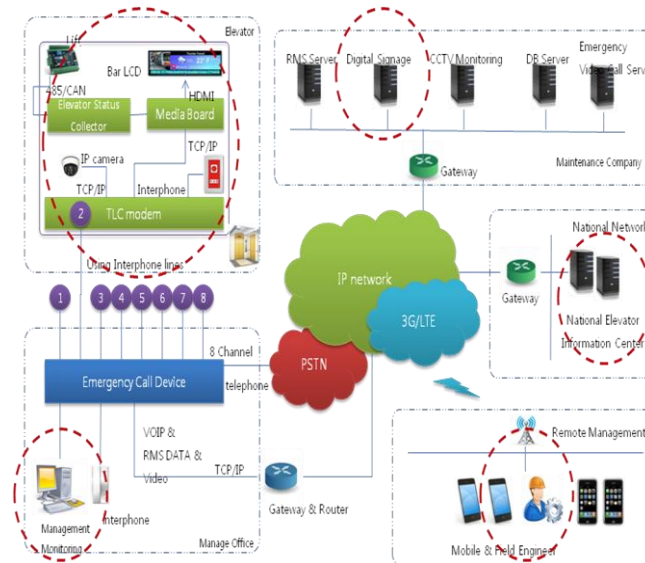 Elevator
Lift
Bar LCD
485/CAN
HDMI
Elevator Status
Collector
Media Board
TCP/IP
IP camera
TCP/IP
Interphone
2
TLC modem
Using Interphone lines
1
3
4
5
6
7
8
8 Channel
Emergency Call Device
telephone
VOIP &
RMS DATA &
Video
TCP/IP
Interphone
Management
Monitoring
Manage Office
Gateway & Router
RMS Server
Digital Signage
CCTV Monitoring
DB Server
Emergency
Video Call Serv
Gateway
Maintenance Company
IP network
3G/LTE
PSTN
National Network
Gateway
National Elevator
Information Center
Remote Management
Mobile & Field Engineer